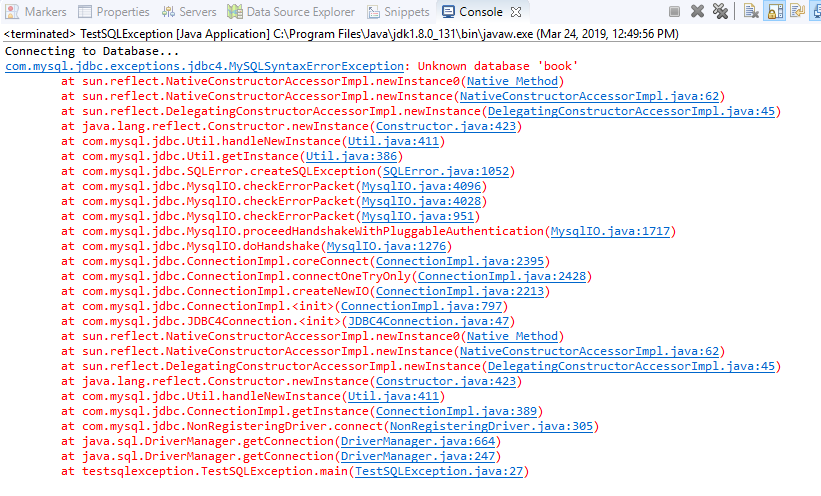 Markers Properties Servers Data Source Explorer Snippets Console
<terminated> TestSQLException [Java Application] C:\Program Files\Java\jdk1.8.0_131\bin\javaw.exe (Mar 24, 2019, 12:49:56 PM)
Connecting to Database...
com.mysql.jdbc.exceptions.jdbc4.MySQLSyntaxErrorException: Unknown database 'book'
at sun.reflect.NativeConstructorAccessorImpl.newInstance0(Native Method)
at sun.reflect.NativeConstructorAccessorImpl.newInstance(NativeConstructorAccessorImpl.java:62)
at sun.reflect.DelegatingConstructorAccessorImpl.newInstance(DelegatingConstructorAccessorImpl.java:45)
at java.lang.reflect.Constructor.newInstance(Constructor.java:423)
at com.mysql.jdbc.Util.handleNewInstance(Util.java:411)
at com.mysql.jdbc.Util.getInstance(Util.java:386)
at com.mysql.jdbc.SQLError.createSQLException(SQLError.java:1052)
at com.mysql.jdbc.MysqlIO.checkErrorPacket(MysqlIO.java:4096)
at com.mysql.jdbc.MysqlIO.checkErrorPacket(MysqlIO.java:4028)
at com.mysql.jdbc.MysqlIO.checkErrorPacket(MysqlIO.java:951)
at com.mysql.jdbc.MysqlIO.proceedHandshakeWithPluggableAuthentication(MysqlIO.java:1717)
at com.mysql.jdbc.MysqlIO.doHandshake(MysqlIO.java:1276)
at com.mysql.jdbc.ConnectionImpl.coreConnect(ConnectionImpl.java:2395)
at com.mysql.jdbc.ConnectionImpl.connectOneTryOnly(ConnectionImpl.java:2428)
at com.mysql.jdbc.ConnectionImpl.createNewIO(ConnectionImpl.java:2213)
at com.mysql.jdbc.ConnectionImpl.<init>(ConnectionImpl.java:797)
at com.mysql.jdbc.JDBC4Connection.<init>(JDBC4Connection.java:47)
at sun.reflect.NativeConstructorAccessorImpl.newInstance0(Native Method)
at sun.reflect.NativeConstructorAccessorImpl.newInstance(NativeConstructorAccessorImpl.java:62)
at sun.reflect.DelegatingConstructorAccessorImpl.newInstance(DelegatingConstructorAccessorImpl.java:45)
at java.lang.reflect.Constructor.newInstance(Constructor.java:423)
at com.mysql.jdbc.Util.handleNewInstance(Util.java:411)
at com.mysql.jdbc.ConnectionImpl.getInstance(ConnectionImpl.java:389)
at com.mysql.jdbc.NonRegisteringDriver.connect(NonRegisteringDriver.java:305)
at java.sql.DriverManager.getConnection(DriverManager.java:664)
at java.sql.DriverManager.getConnection(DriverManager.java:247)
at testsqlexception.TestSQLException.main(TestSQLException.java:27)